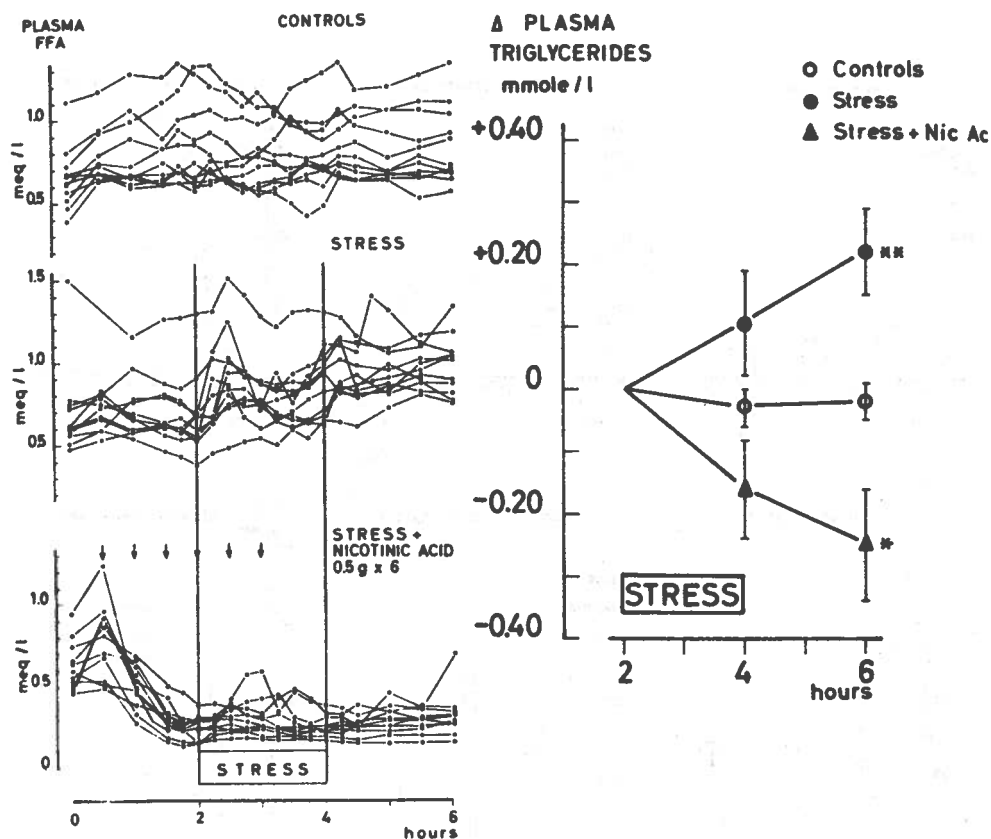 PLASMA
FFA
CONTROLS
meq / l
1.0
0.5
STRESS
meq / l
1.5
1.0
0.5
STRESS +
NICOTINIC ACID
0.5 g x 6
meq / l
1.0
0.5
0
STRESS
0
2
4
6
hours
Δ PLASMA
TRIGLYCERIDES
mmole / l
Controls
Stress
Stress + Nic Ac
+0.40
+0.20
0
-0.20
-0.40
**
*
STRESS
2
4
6
hours